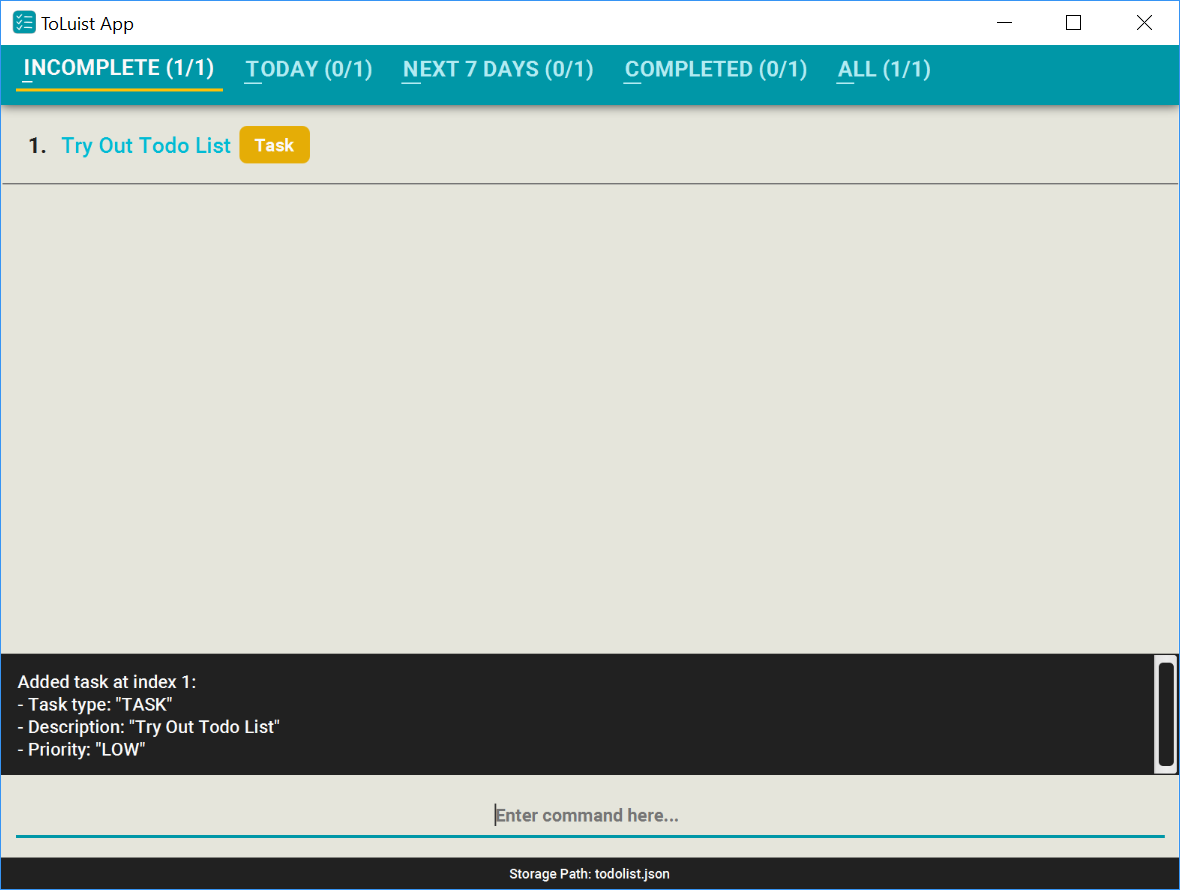 ToLuist App
INCOMPLETE (1/1) TODAY (0/1) NEXT 7 DAYS (0/1) COMPLETED (0/1) ALL (1/1)
1. Try Out Todo List Task
Added task at index 1:
- Task type: "TASK"
- Description: "Try Out Todo List"
- Priority: "LOW"
Enter command here...
Storage Path: todolist.json